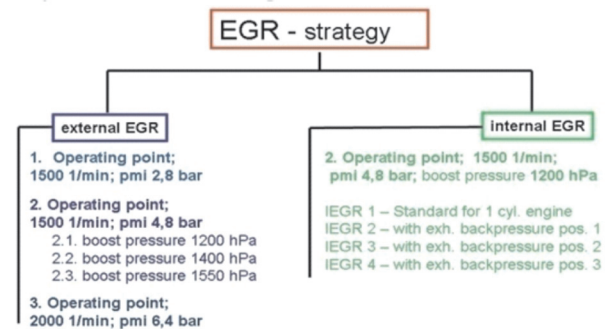 EGR - strategy
external EGR
1. Operating point;
1500 1/min; pmi 2,8 bar
2. Operating point;
1500 1/min; pmi 4,8 bar
2.1. boost pressure 1200 hPa
2.2. boost pressure 1400 hPa
2.3. boost pressure 1550 hPa
3. Operating point;
2000 1/min; pmi 6,4 bar
internal EGR
2. Operating point; 1500 1/min;
pmi 4,8 bar; boost pressure 1200 hPa
IEGR 1 – Standard for 1 cyl. engine
IEGR 2 – with exh. backpressure pos. 1
IEGR 3 – with exh. backpressure pos. 2
IEGR 4 – with exh. backpressure pos. 3